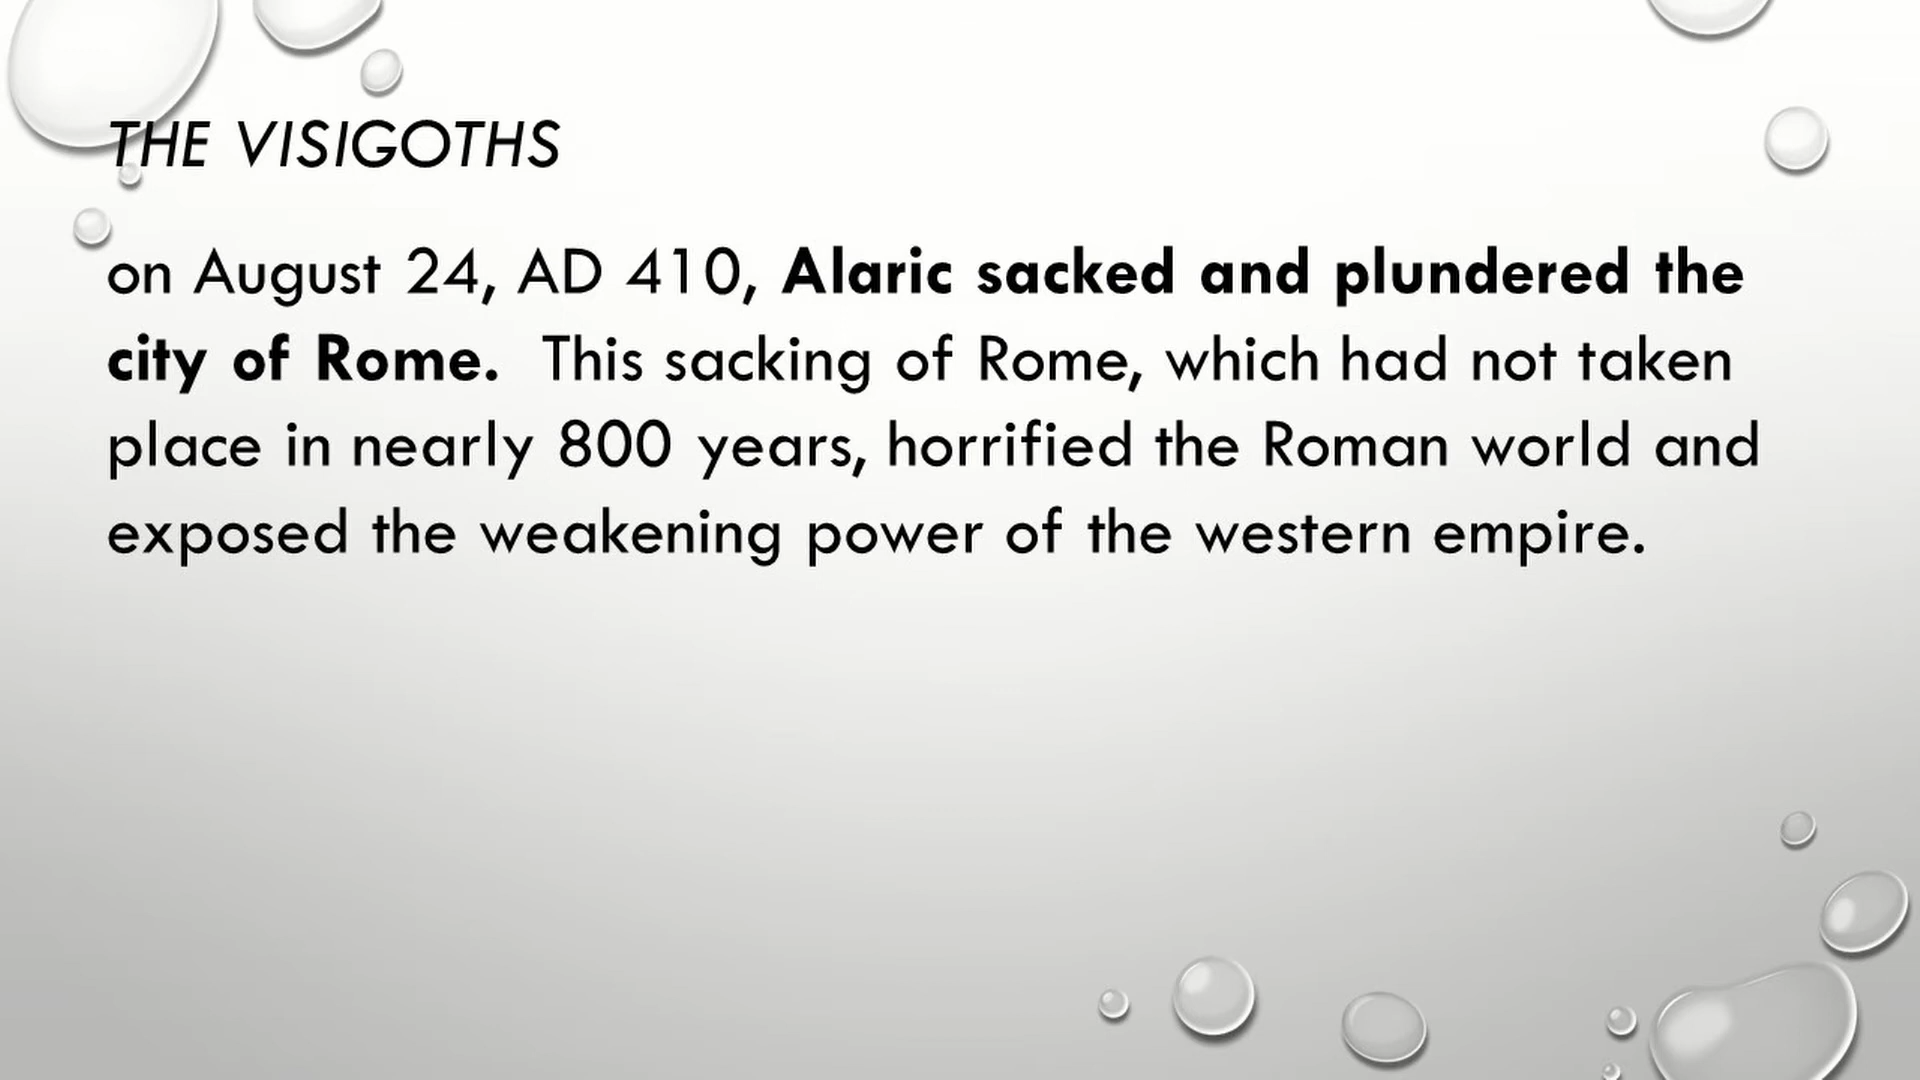 THE VISIGOTHS
on August 24, AD 410, Alaric sacked and plundered the
city of Rome.  This sacking of Rome, which had not taken
place in nearly 800 years, horrified the Roman world and
exposed the weakening power of the western empire.